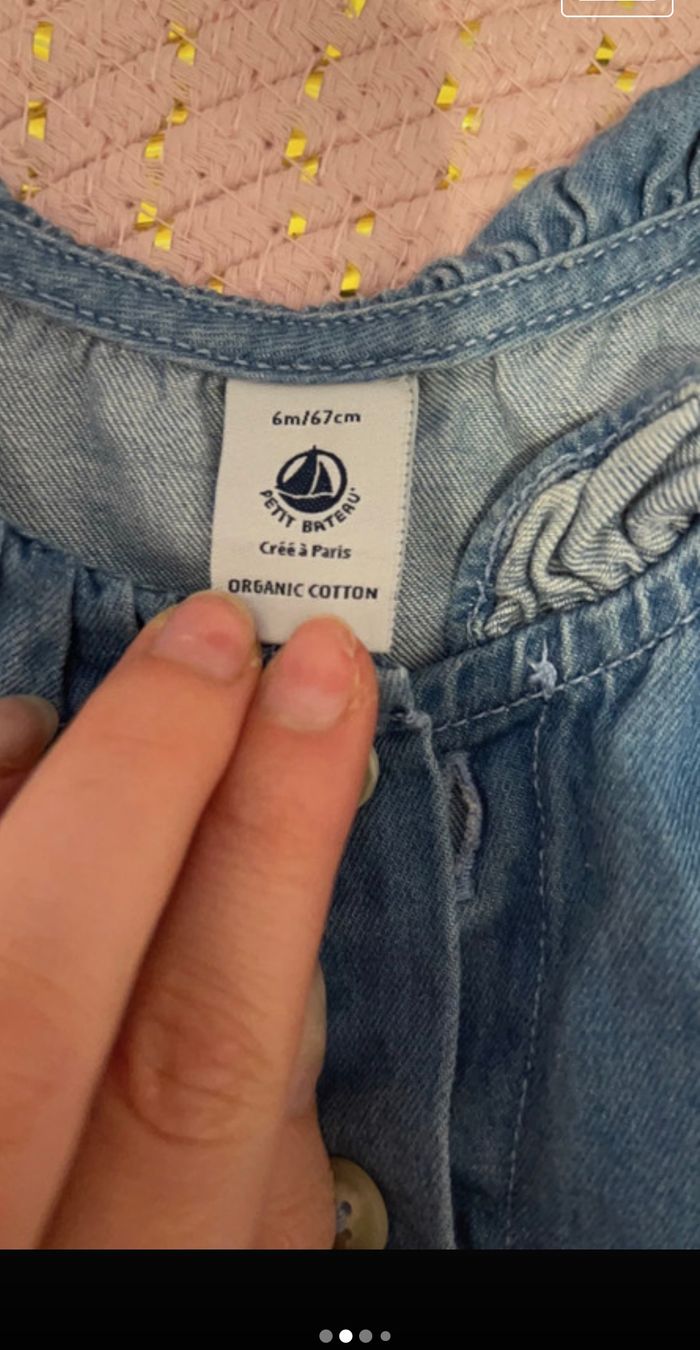 6m/67cm
PETIT BATEAU
Créé à Paris
ORGANIC COTTON